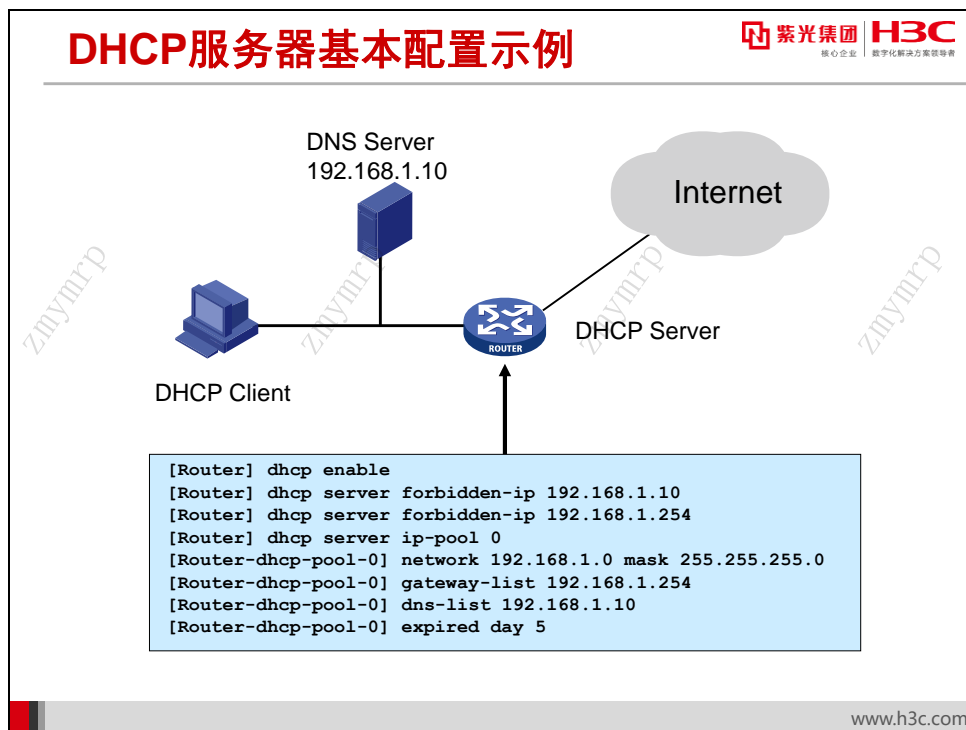 DHCP服务器基本配置示例
紫光集团 H3C
核心企业 数字化解决方案领导者
DNS Server
192.168.1.10
Internet
zmymrp zmymrp zmymrp zmymrp
ROUTER
DHCP Server
DHCP Client
[Router] dhcp enable
[Router] dhcp server forbidden-ip 192.168.1.10
[Router] dhcp server forbidden-ip 192.168.1.254
[Router] dhcp server ip-pool 0
[Router-dhcp-pool-0] network 192.168.1.0 mask 255.255.255.0
[Router-dhcp-pool-0] gateway-list 192.168.1.254
[Router-dhcp-pool-0] dns-list 192.168.1.10
[Router-dhcp-pool-0] expired day 5
www.h3c.com